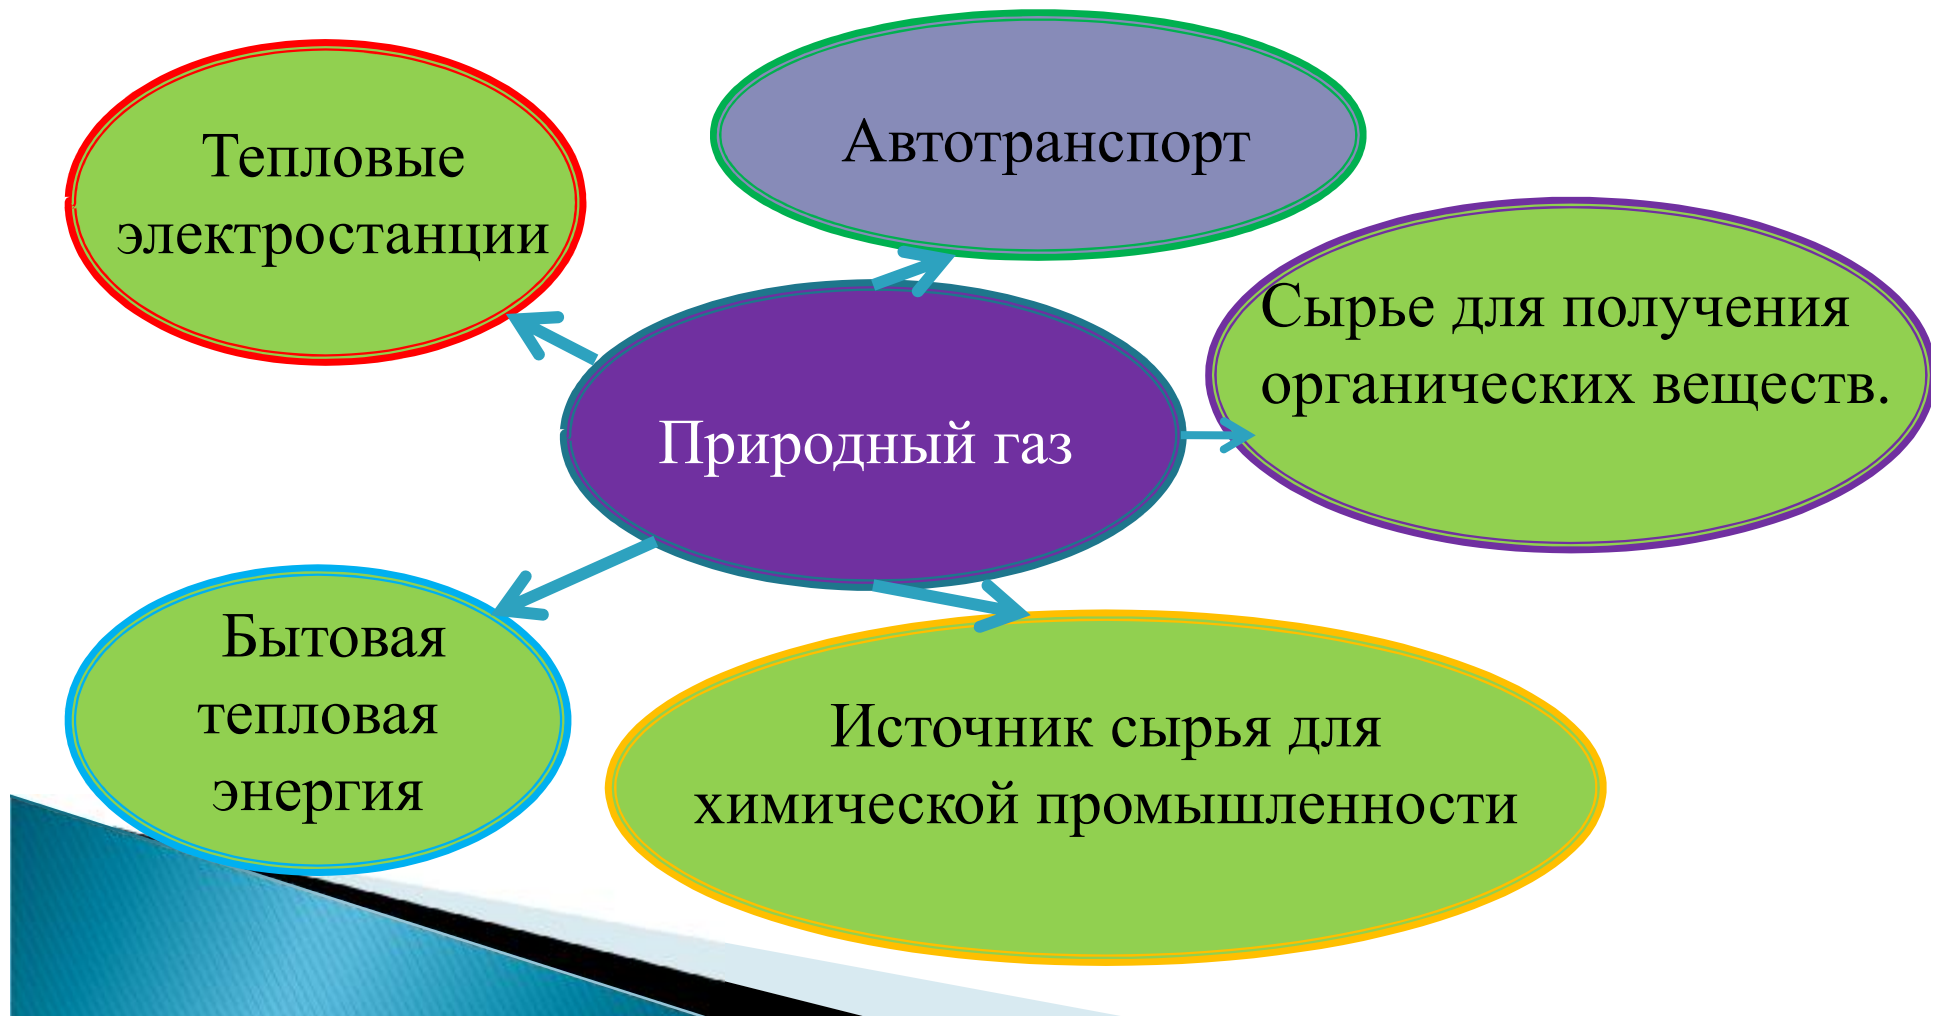 Тепловые
электростанции
Автотранспорт
Сырье для получения
органических веществ.
Природный газ
Бытовая
тепловая
энергия
Источник сырья для
химической промышленности